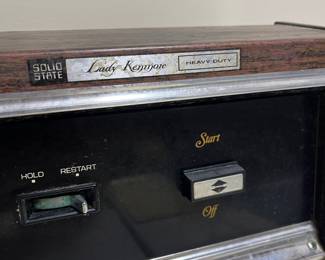 SOLID STATE
Lady Kenmore
HEAVY DUTY
Start
HOLD RESTART
Off